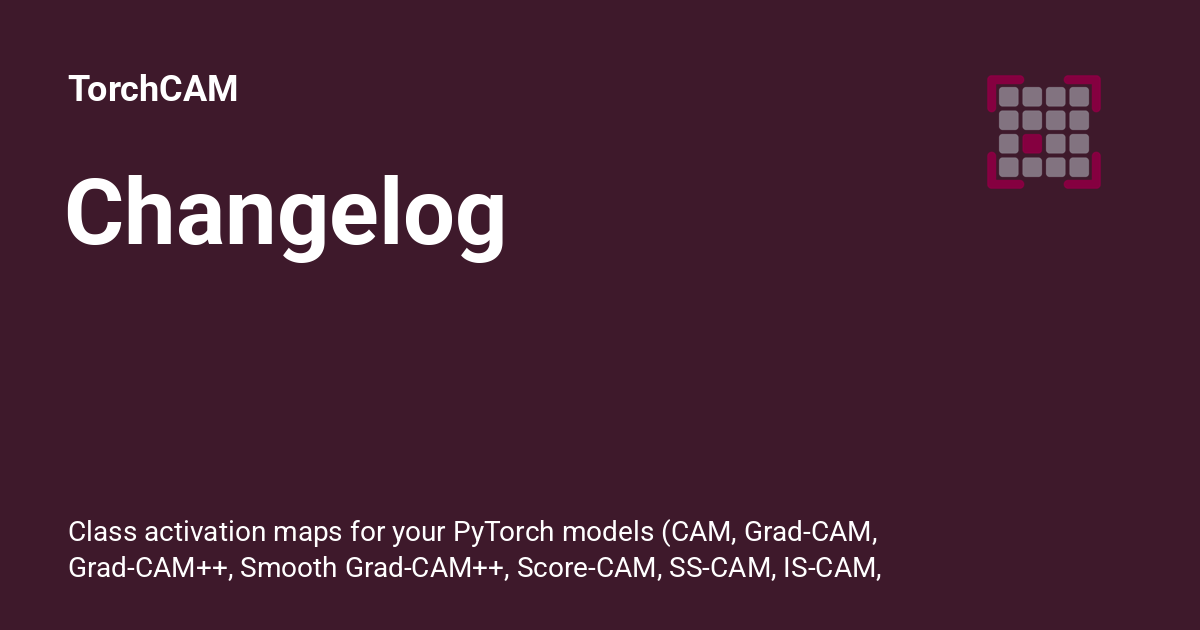 TorchCAM
Changelog
Class activation maps for your PyTorch models (CAM, Grad-CAM,
Grad-CAM++, Smooth Grad-CAM++, Score-CAM, SS-CAM, IS-CAM,